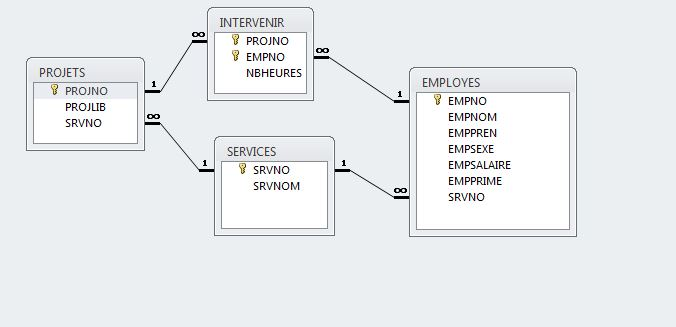 INTERVENIR
PROJNO
EMPNO
NBHEURES
PROJETS
PROJNO
PROJLIB
SRVNO
EMPLOYES
EMPNO
EMPNOM
EMPPREN
EMPSEXE
EMPSALAIRE
EMPPRIME
SRVNO
SERVICES
SRVNO
SRVNOM
∞
1
∞
1
∞
1
1
∞